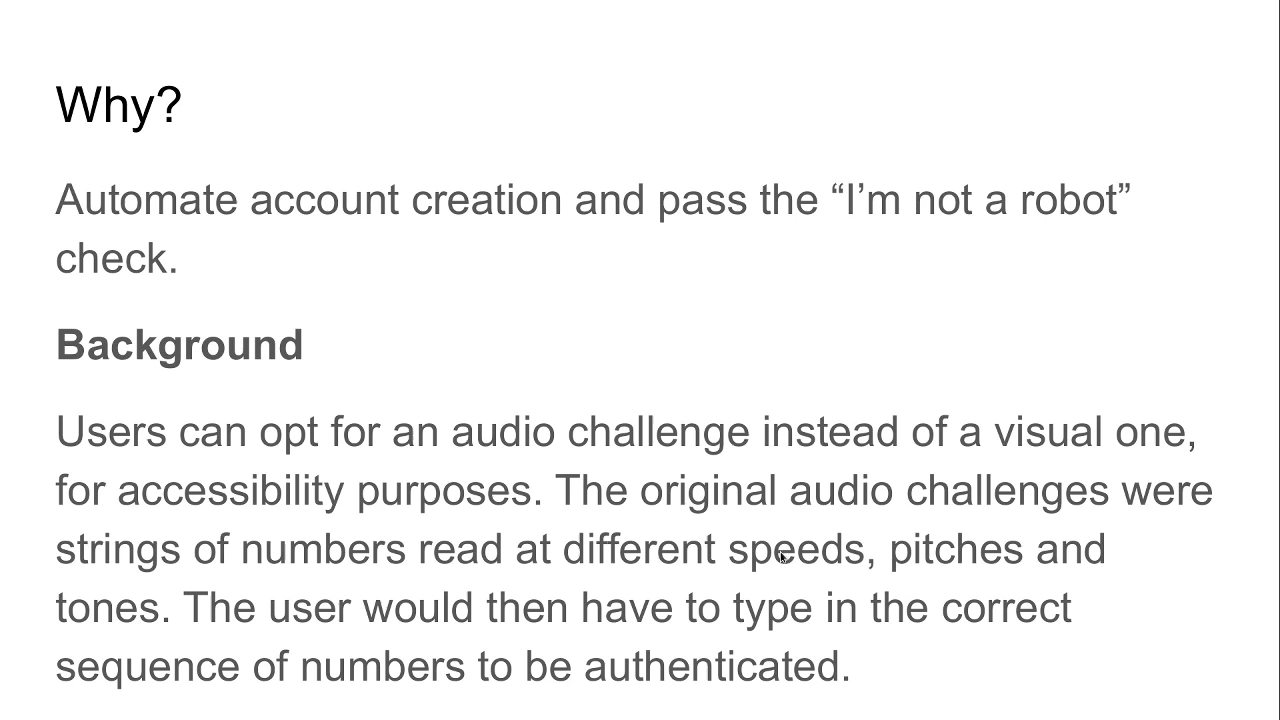 Why?
Automate account creation and pass the “I’m not a robot”
check.
Background
Users can opt for an audio challenge instead of a visual one,
for accessibility purposes. The original audio challenges were
strings of numbers read at different speeds, pitches and
tones. The user would then have to type in the correct
sequence of numbers to be authenticated.